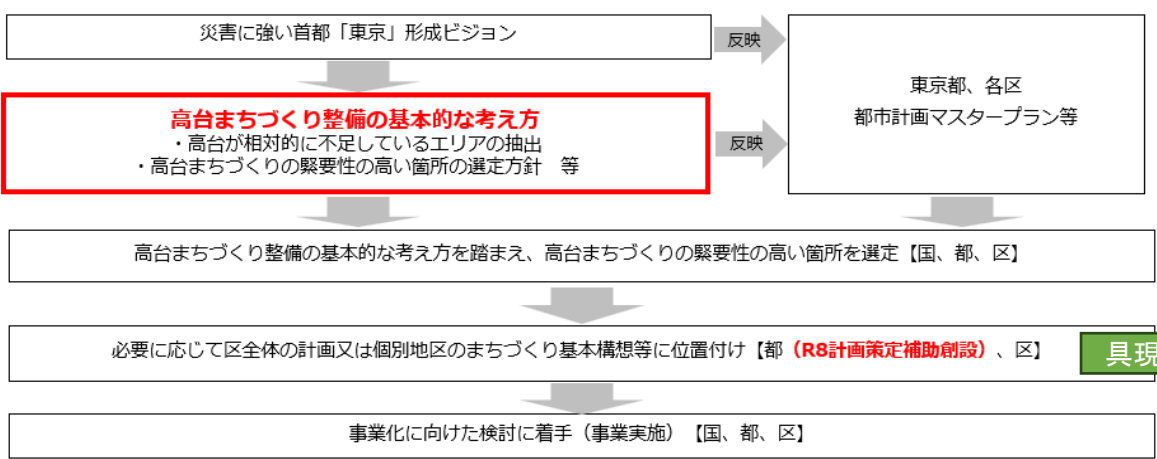 災害に強い首都「東京」形成ビジョン
反映
東京都、各区
都市計画マスタープラン等
高台まちづくり整備の基本的な考え方
・高台が相対的に不足しているエリアの抽出
・高台まちづくりの緊要性の高い箇所の選定方針　等
反映
高台まちづくり整備の基本的な考え方を踏まえ、高台まちづくりの緊要性の高い箇所を選定【国、都、区】
必要に応じて区全体の計画又は個別地区のまちづくり基本構想等に位置付け【都（R8計画策定補助創設）、区】
具現
事業化に向けた検討に着手（事業実施）【国、都、区】